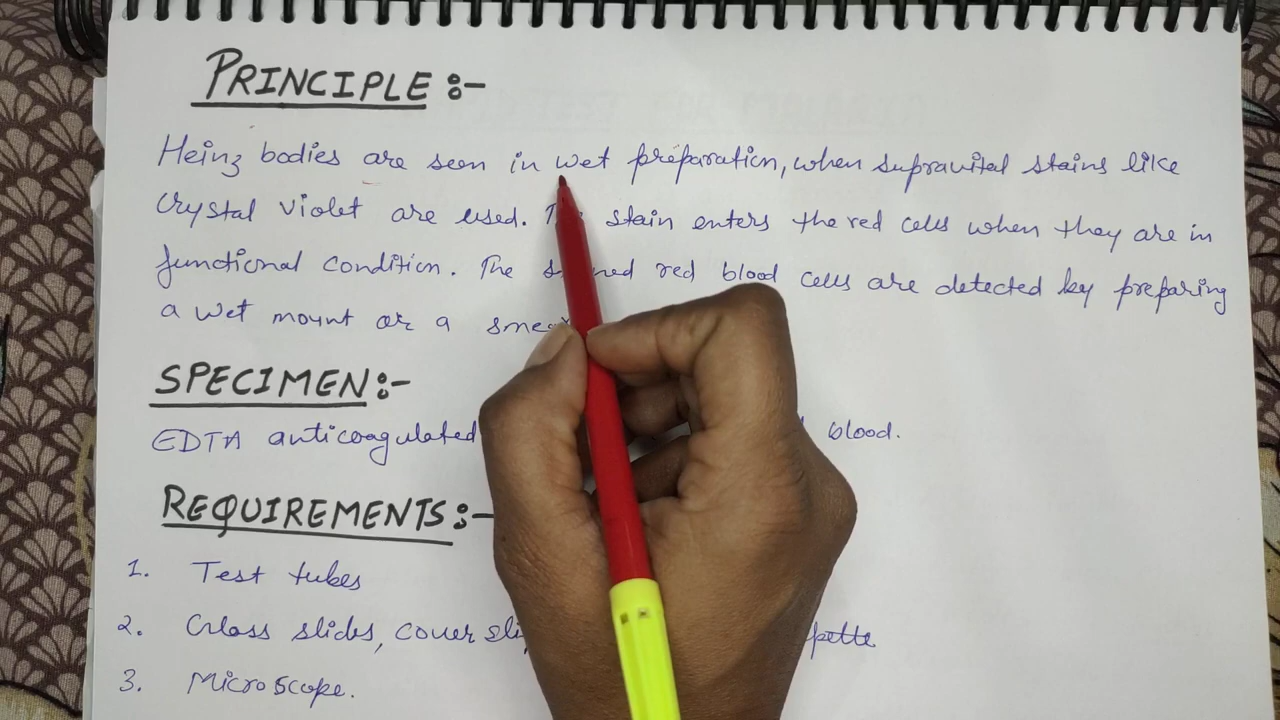 PRINCIPLE :-
Heinz bodies are seen in wet preparation, when supravital stains like
crystal violet are used. The stain enters the red cells when they are in
functional condition. The red blood cells are detected by preparing
a wet mount or a smear
SPECIMEN :-
EDTA anticoagulated blood.
REQUIREMENTS :-
1. Test tubes
2. Glass slides, cover
3. Microscope.